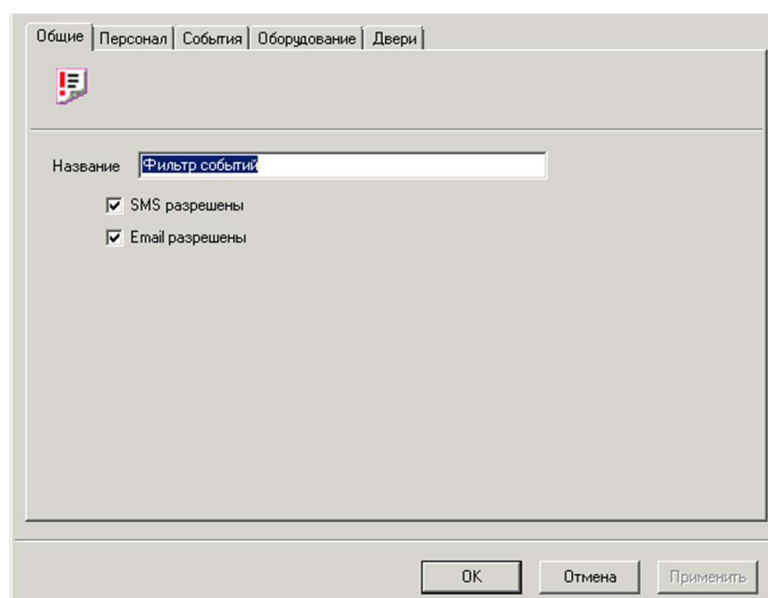 Общие Персонал События Оборудование Двери
Название Фильтр событий
SMS разрешены
Email разрешены
OK Отмена Применить